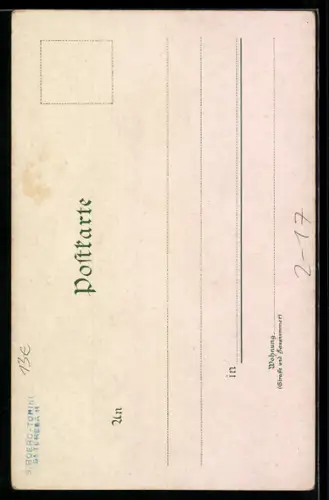 Postkarte
An
in
Wohnung
(Straße und Hausnummer)
13€
2-17